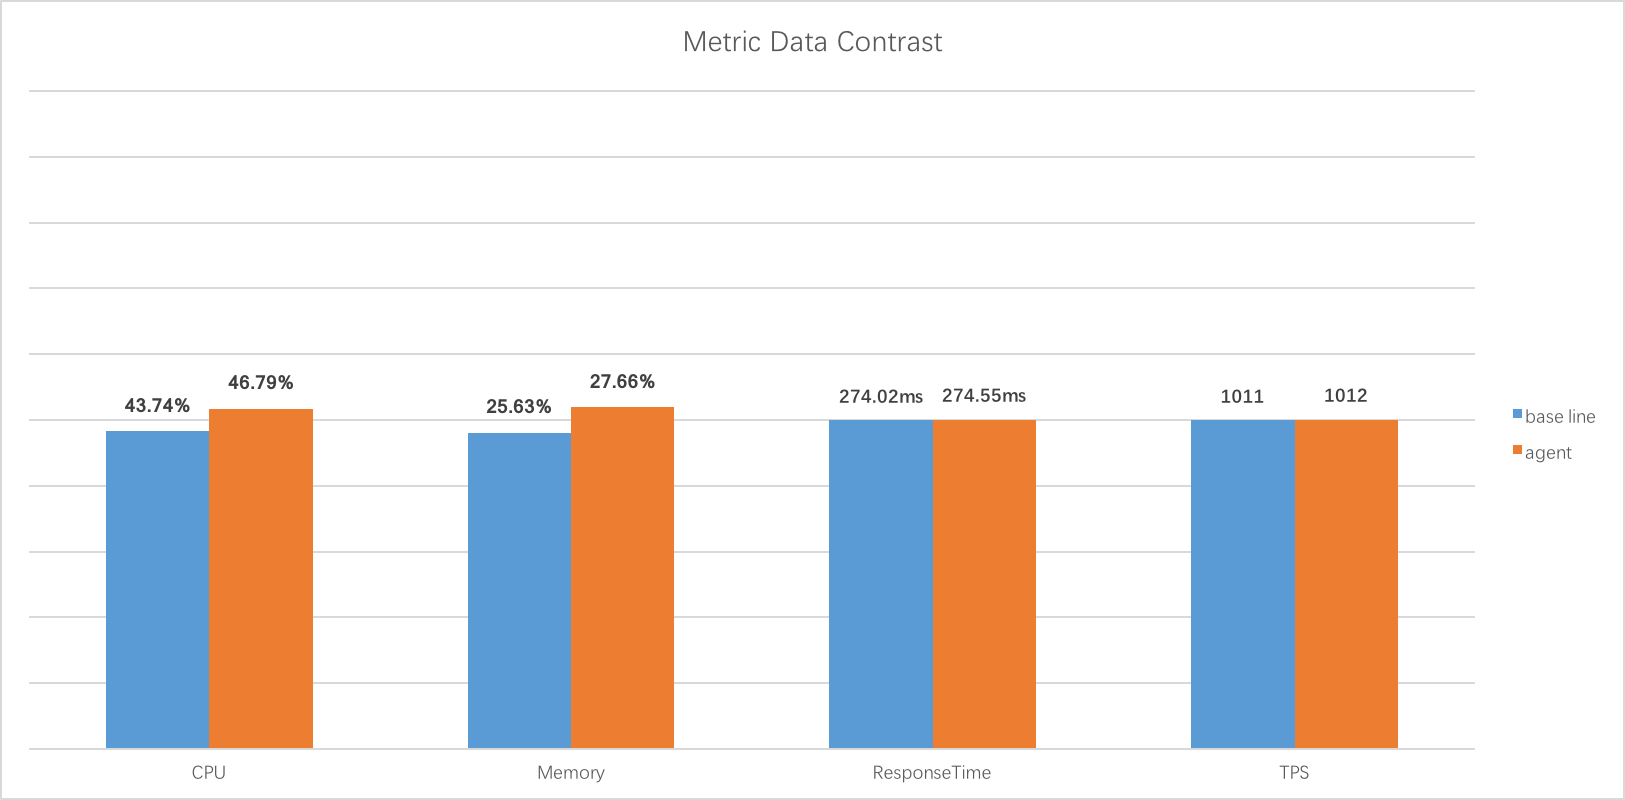 Metric Data Contrast
43.74%
46.79%
25.63%
27.66%
274.02ms
274.55ms
1011
1012
base line
agent
CPU
Memory
ResponseTime
TPS